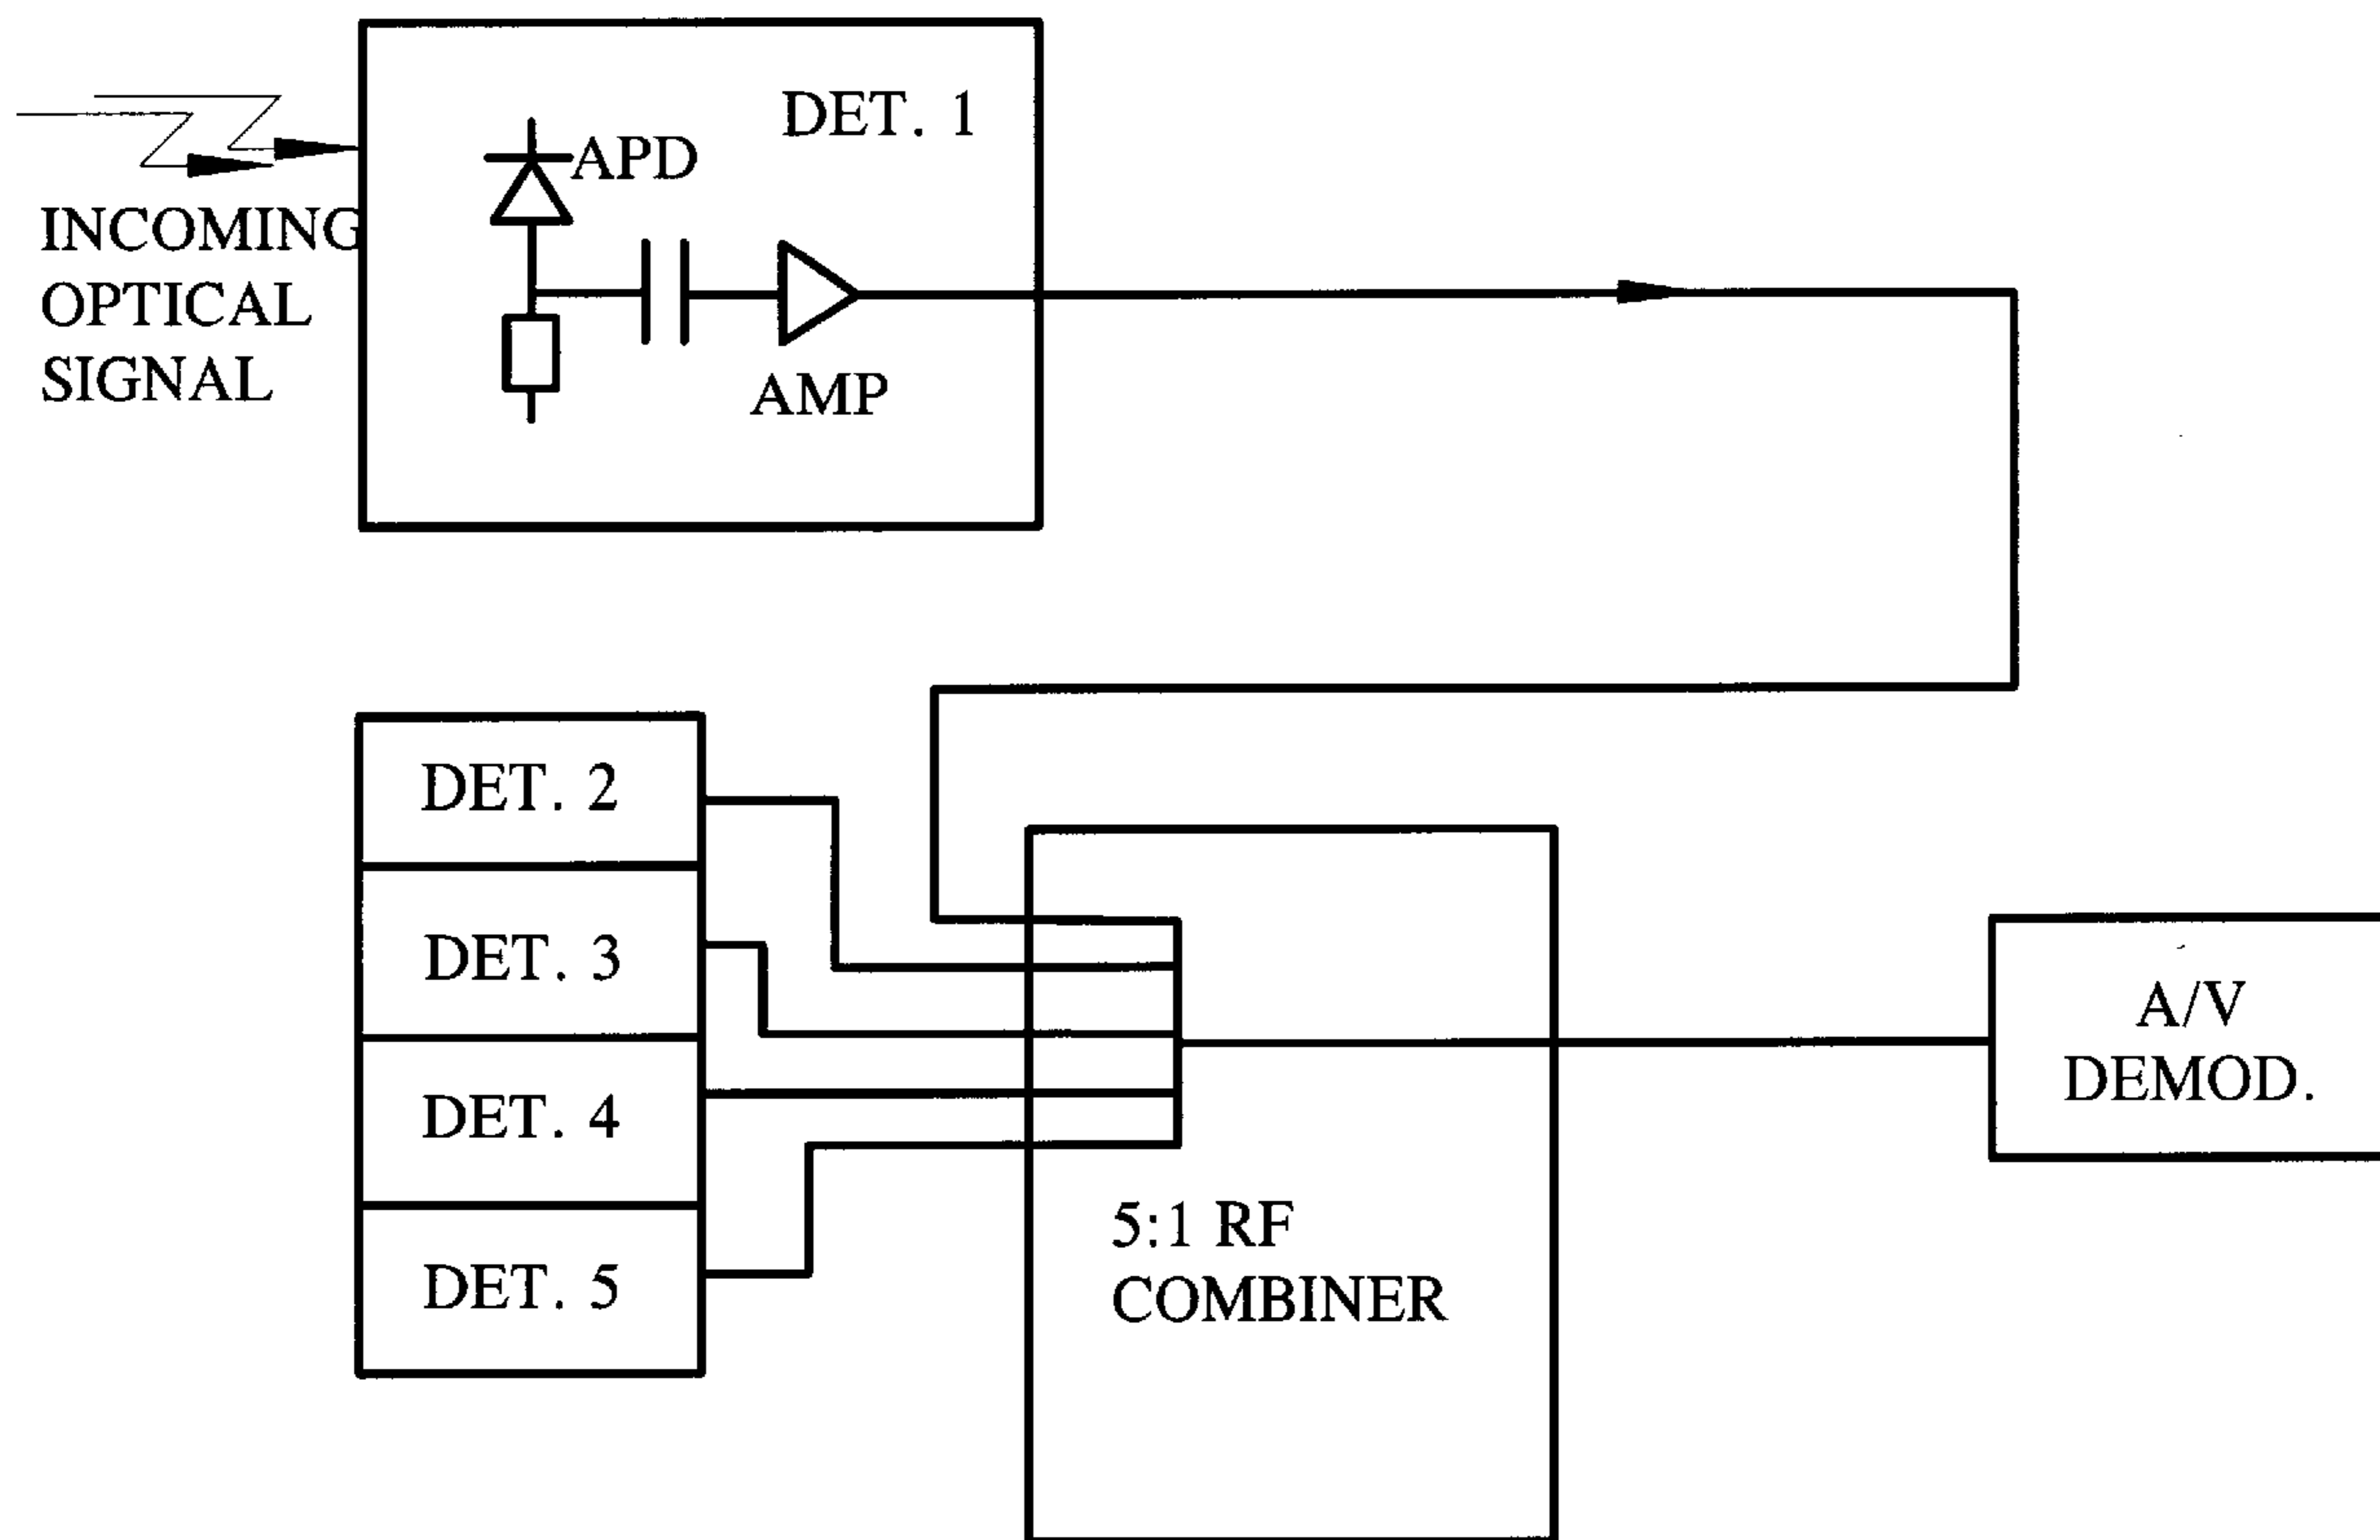 DET. 1
APD
INCOMING
OPTICAL
SIGNAL
AMP
DET. 2
DET. 3
DET. 4
DET. 5
5:1 RF
COMBINER
A/V
DEMOD.